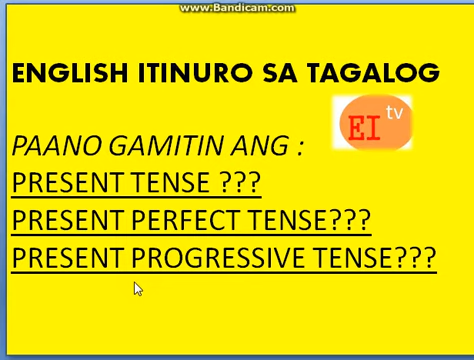 www.Bandicam.com
ENGLISH ITINURO SA TAGALOG
EI tv
PAANO GAMITIN ANG :
PRESENT TENSE ???
PRESENT PERFECT TENSE???
PRESENT PROGRESSIVE TENSE???